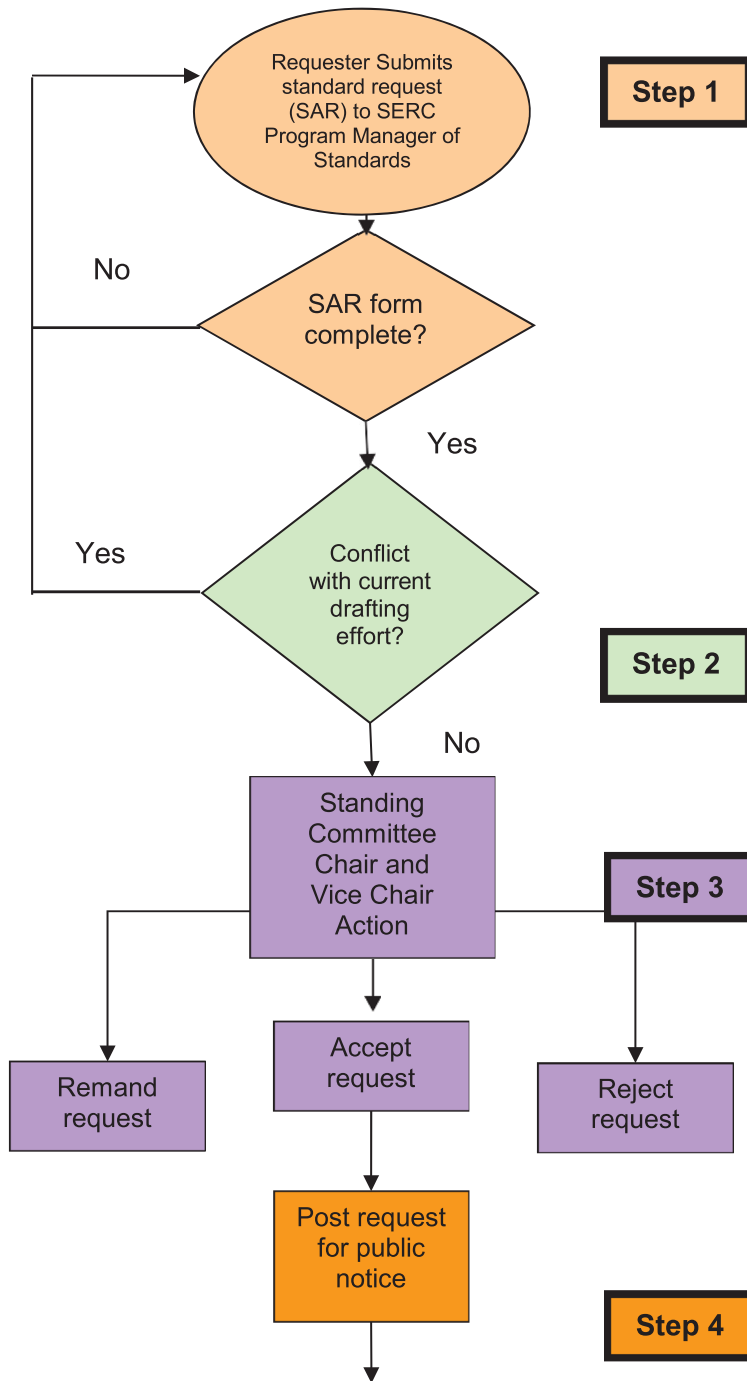 Requester Submits
standard request
(SAR) to SERC
Program Manager of
Standards
Step 1
No
SAR form
complete?
Yes
Yes
Conflict
with current
drafting
effort?
Step 2
No
Standing
Committee
Chair and
Vice Chair
Action
Step 3
Remand
request
Accept
request
Reject
request
Post request
for public
notice
Step 4